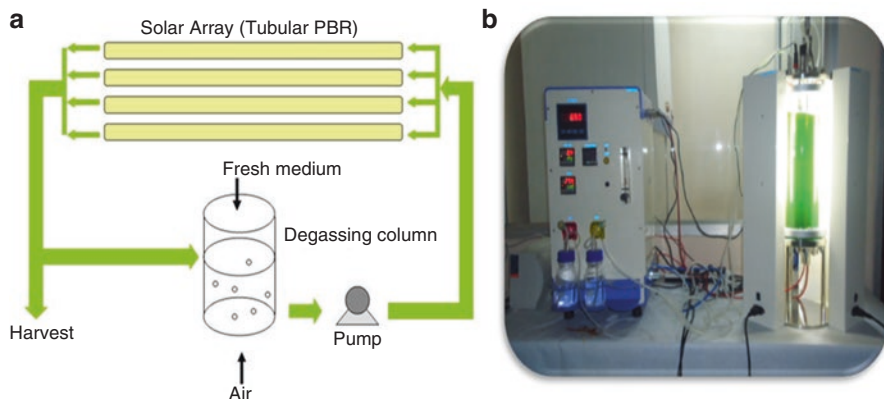 a
Solar Array (Tubular PBR)
Fresh medium
Degassing column
Harvest
Pump
Air
b